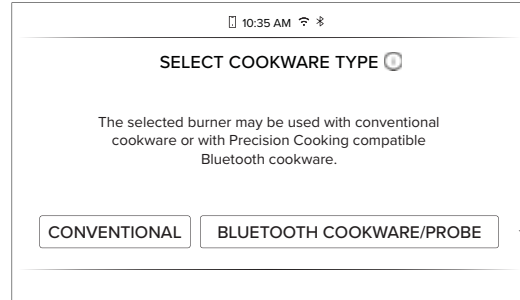 10:35 AM
SELECT COOKWARE TYPE
The selected burner may be used with conventional
cookware or with Precision Cooking compatible
Bluetooth cookware.
CONVENTIONAL BLUETOOTH COOKWARE/PROBE